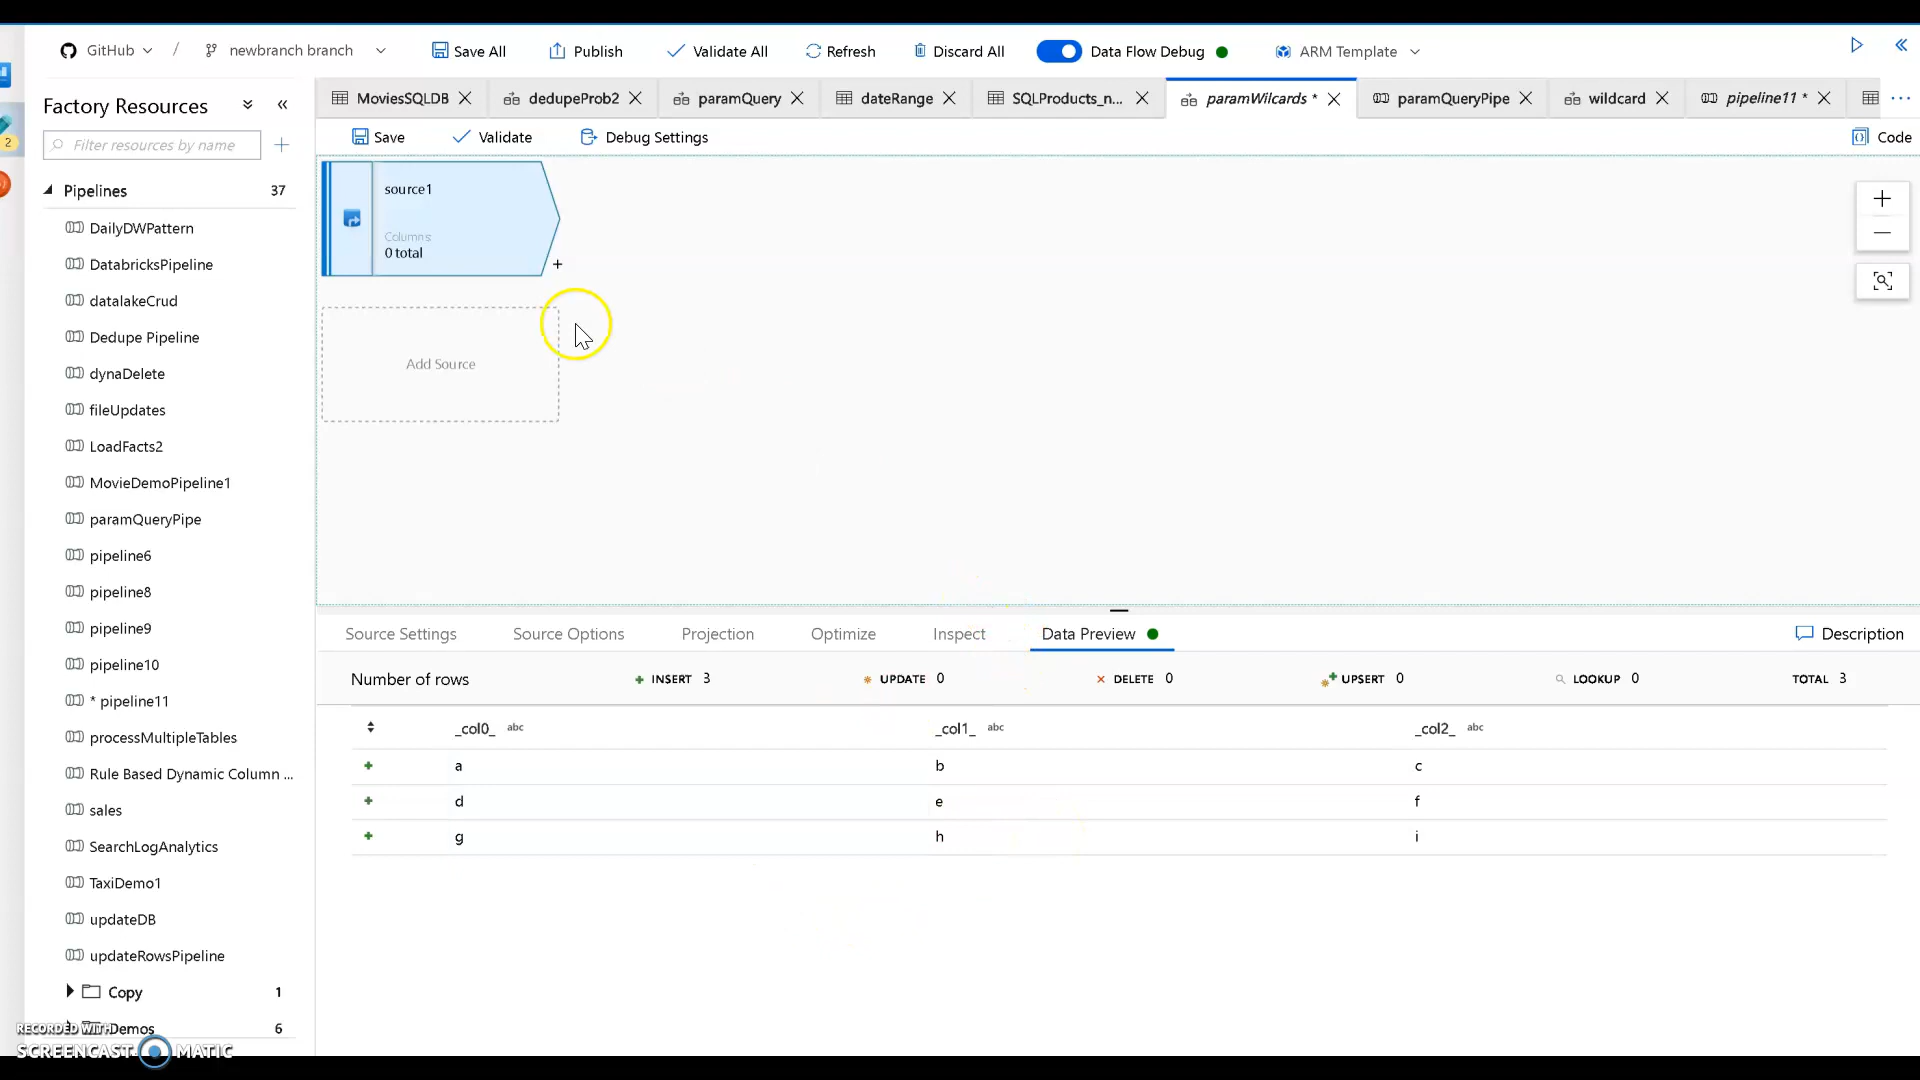 GitHub / newbranch branch Save All Publish Validate All Refresh Discard All Data Flow Debug ARM Template
Factory Resources
MoviesSQLDB dedupeProb2 paramQuery dateRange SQLProducts_n... paramWilcards * paramQueryPipe wildcard pipeline11 * ...
Save Validate Debug Settings Code
Filter resources by name
2
Pipelines 37
DailyDWPattern
DatabricksPipeline
datalakeCrud
Dedupe Pipeline
dynaDelete
fileUpdates
LoadFacts2
MovieDemoPipeline1
paramQueryPipe
pipeline6
pipeline8
pipeline9
pipeline10
* pipeline11
processMultipleTables
Rule Based Dynamic Column ...
sales
SearchLogAnalytics
TaxiDemo1
updateDB
updateRowsPipeline
Copy 1
Demos 6
source1
Columns
0 total
Add Source
Source Settings Source Options Projection Optimize Inspect Data Preview Description
Number of rows INSERT 3 UPDATE 0 DELETE 0 UPSERT 0 LOOKUP 0 TOTAL 3
_col0_ abc _col1_ abc _col2_ abc
a b c
d e f
g h i
RECORDED WITH
SCREENCAST MATIC